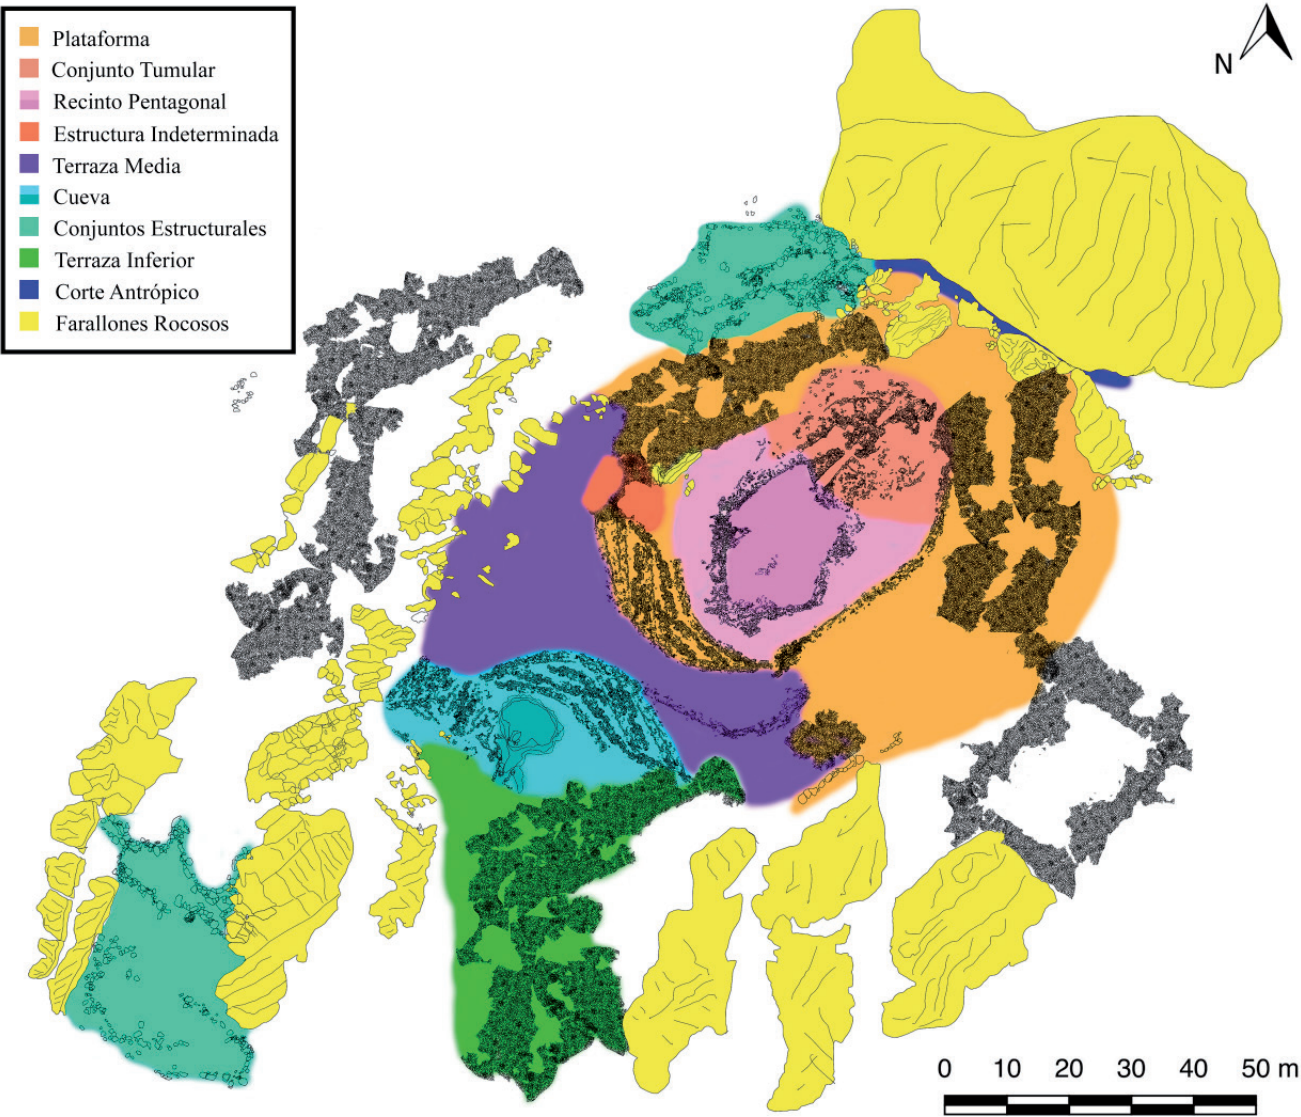 Plataforma
Conjunto Tumular
Recinto Pentagonal
Estructura Indeterminada
Terraza Media
Cueva
Conjuntos Estructurales
Terraza Inferior
Corte Antrópico
Farallones Rocosos
N
0 10 20 30 40 50 m